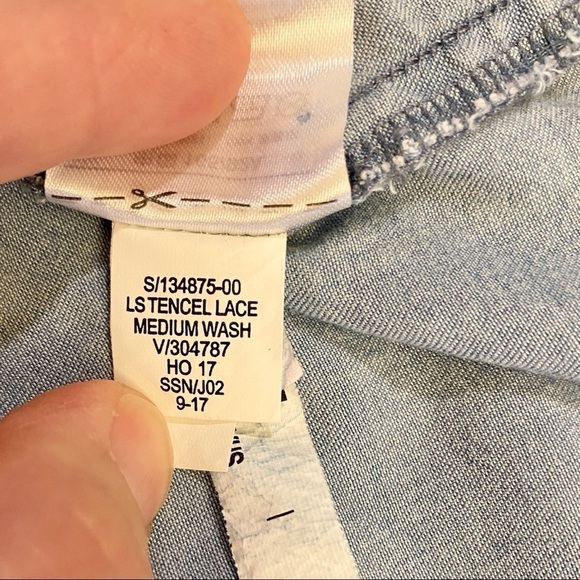 S/134875-00
LS TENCEL LACE
MEDIUM WASH
V/304787
HO 17
SSN/J02
9-17